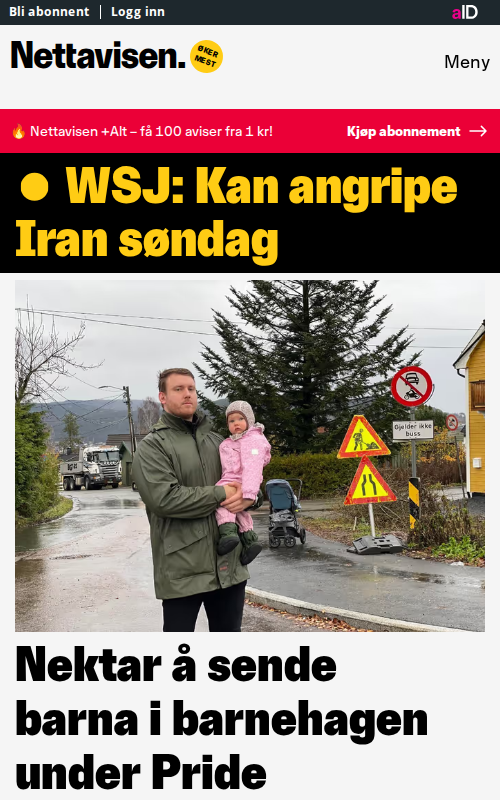 Bli abonnent | Logg inn
aID
Nettavisen.
ØKER
MEST
Meny
🔥 Nettavisen +Alt – få 100 aviser fra 1 kr!
Kjøp abonnement →
WSJ: Kan angripe
Iran søndag
Gjelder ikke
buss
Nektar å sende
barna i barnehagen
under Pride